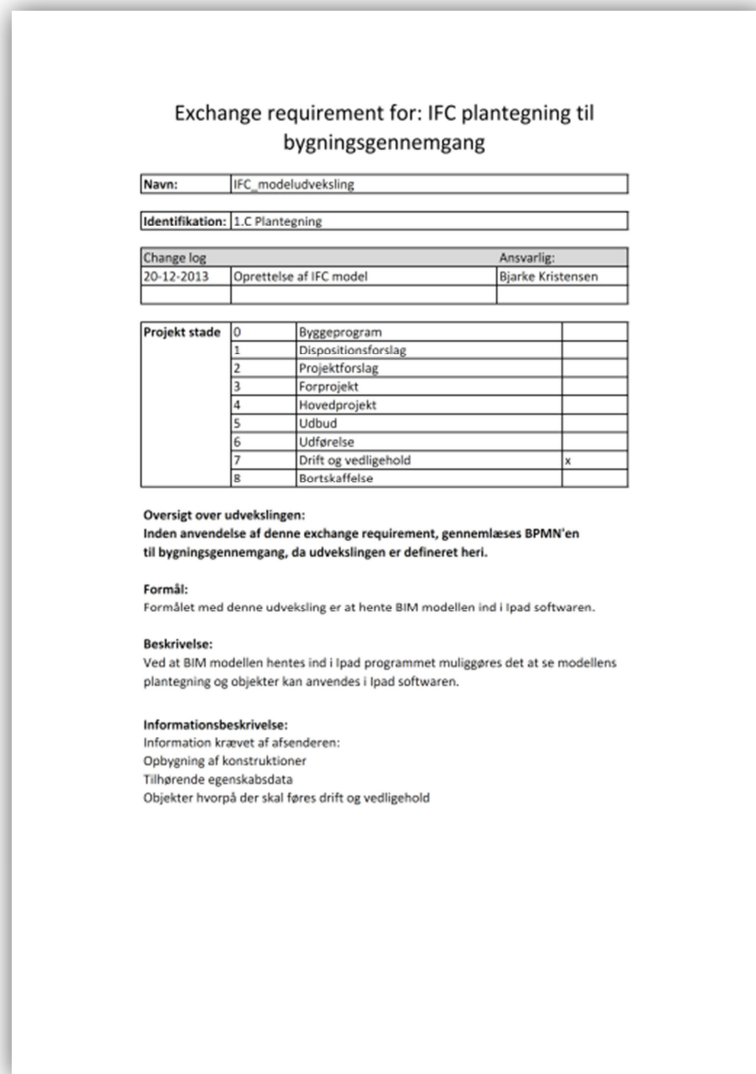 Exchange requirement for: IFC plantegning til
bygningsgennemgang
Navn: IFC_modeludveksling
Identifikation: 1.C Plantegning
Change log Ansvarlig:
20-12-2013 Oprettelse af IFC model Bjarke Kristensen
Projekt stade 0 Byggeprogram
1 Dispositionsforslag
2 Projektforslag
3 Forprojekt
4 Hovedprojekt
5 Udbud
6 Udførelse
7 Drift og vedligehold x
8 Bortskaffelse
Oversigt over udvekslingen:
Inden anvendelse af denne exchange requirement, gennemlæses BPMN'en
til bygningsgennemgang, da udvekslingen er defineret heri.
Formål:
Formålet med denne udveksling er at hente BIM modellen ind i Ipad softwaren.
Beskrivelse:
Ved at BIM modellen hentes ind i Ipad programmet muliggøres det at se modellens
plantegning og objekter kan anvendes i Ipad softwaren.
Informationsbeskrivelse:
Information krævet af afsenderen:
Opbygning af konstruktioner
Tilhørende egenskabsdata
Objekter hvorpå der skal føres drift og vedligehold